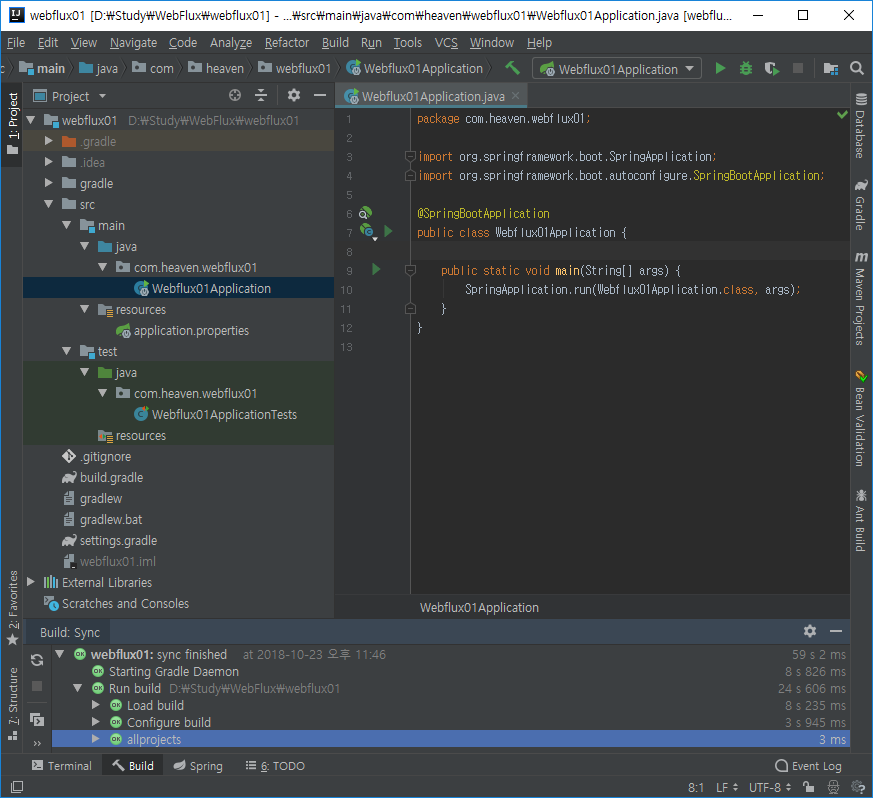 webflux01 [D:₩Study₩WebFlux₩webflux01] - ...₩src₩main₩java₩com₩heaven₩webflux01₩Webflux01Application.java [webflu...
File Edit View Navigate Code Analyze Refactor Build Run Tools VCS Window Help
c main java com heaven webflux01 Webflux01Application Webflux01Application
1: Project
Project
webflux01 D:₩Study₩WebFlux₩webflux01
.gradle
.idea
gradle
src
main
java
com.heaven.webflux01
Webflux01Application
resources
application.properties
test
java
com.heaven.webflux01
Webflux01ApplicationTests
resources
.gitignore
build.gradle
gradlew
gradlew.bat
settings.gradle
webflux01.iml
External Libraries
Scratches and Consoles
Webflux01Application.java
1 package com.heaven.webflux01;
2
3 import org.springframework.boot.SpringApplication;
4 import org.springframework.boot.autoconfigure.SpringBootApplication;
5
6 @SpringBootApplication
7 public class Webflux01Application {
8
9 public static void main(String[] args) {
10 SpringApplication.run(Webflux01Application.class, args);
11 }
12 }
13
Webflux01Application
Database
Gradle
Maven Projects
Bean Validation
Ant Build
2: Favorites
7: Structure
Build: Sync
webflux01: sync finished at 2018-10-23 오후 11:46 59 s 2 ms
Starting Gradle Daemon 8 s 826 ms
Run build D:₩Study₩WebFlux₩webflux01 24 s 606 ms
Load build 8 s 235 ms
Configure build 3 s 945 ms
allprojects 3 ms
Terminal Build Spring 6: TODO Event Log
8:1 LF UTF-8